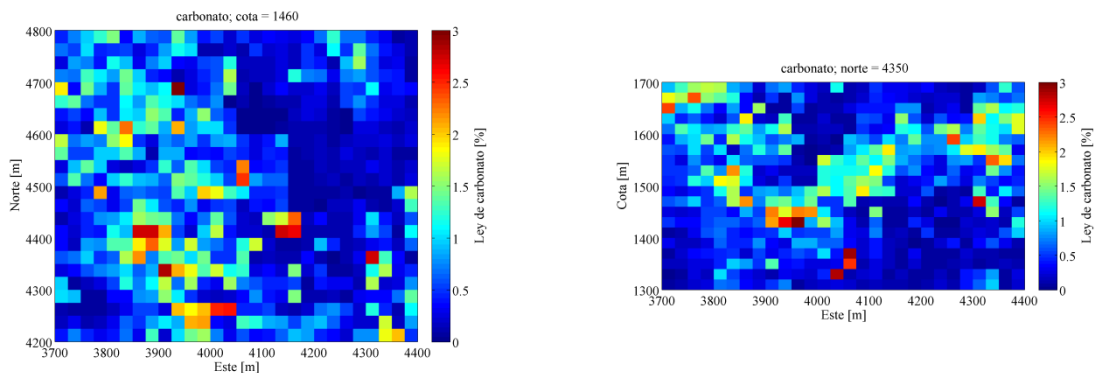 carbonato; cota = 1460
4800
4700
4600
4500
4400
4300
4200
Norte [m]
3700 3800 3900 4000 4100 4200 4300 4400
Este [m]
3
2.5
2
1.5
1
0.5
0
Ley de carbonato [%]
carbonato; norte = 4350
1700
1600
1500
1400
1300
Cota [m]
3700 3800 3900 4000 4100 4200 4300 4400
Este [m]
3
2.5
2
1.5
1
0.5
0
Ley de carbonato [%]